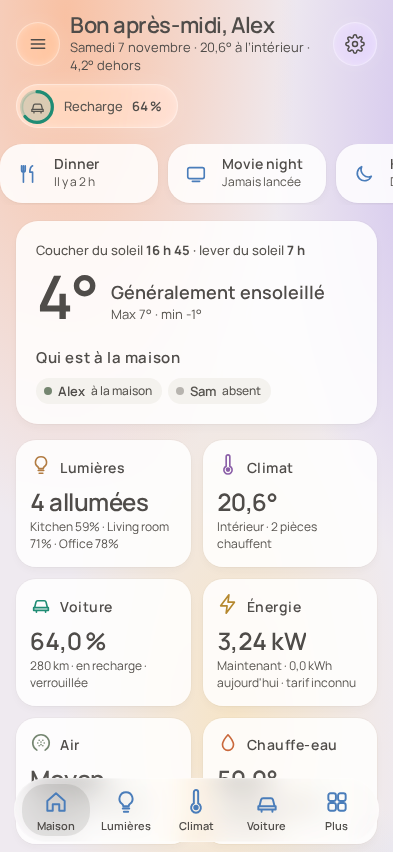 Bon après-midi, Alex
Samedi 7 novembre · 20,6° à l'intérieur ·
4,2° dehors
Recharge 64 %
Dinner
Il y a 2 h
Movie night
Jamais lancée
Coucher du soleil 16 h 45 · lever du soleil 7 h
4°
Généralement ensoleillé
Max 7° · min -1°
Qui est à la maison
Alex à la maison
Sam absent
Lumières
4 allumées
Kitchen 59% · Living room
71% · Office 78%
Climat
20,6°
Intérieur · 2 pièces
chauffent
Voiture
64,0 %
280 km · en recharge ·
verrouillée
Énergie
3,24 kW
Maintenant · 0,0 kWh
aujourd'hui · tarif inconnu
Air
Chauffe-eau
Maison
Lumières
Climat
Voiture
Plus